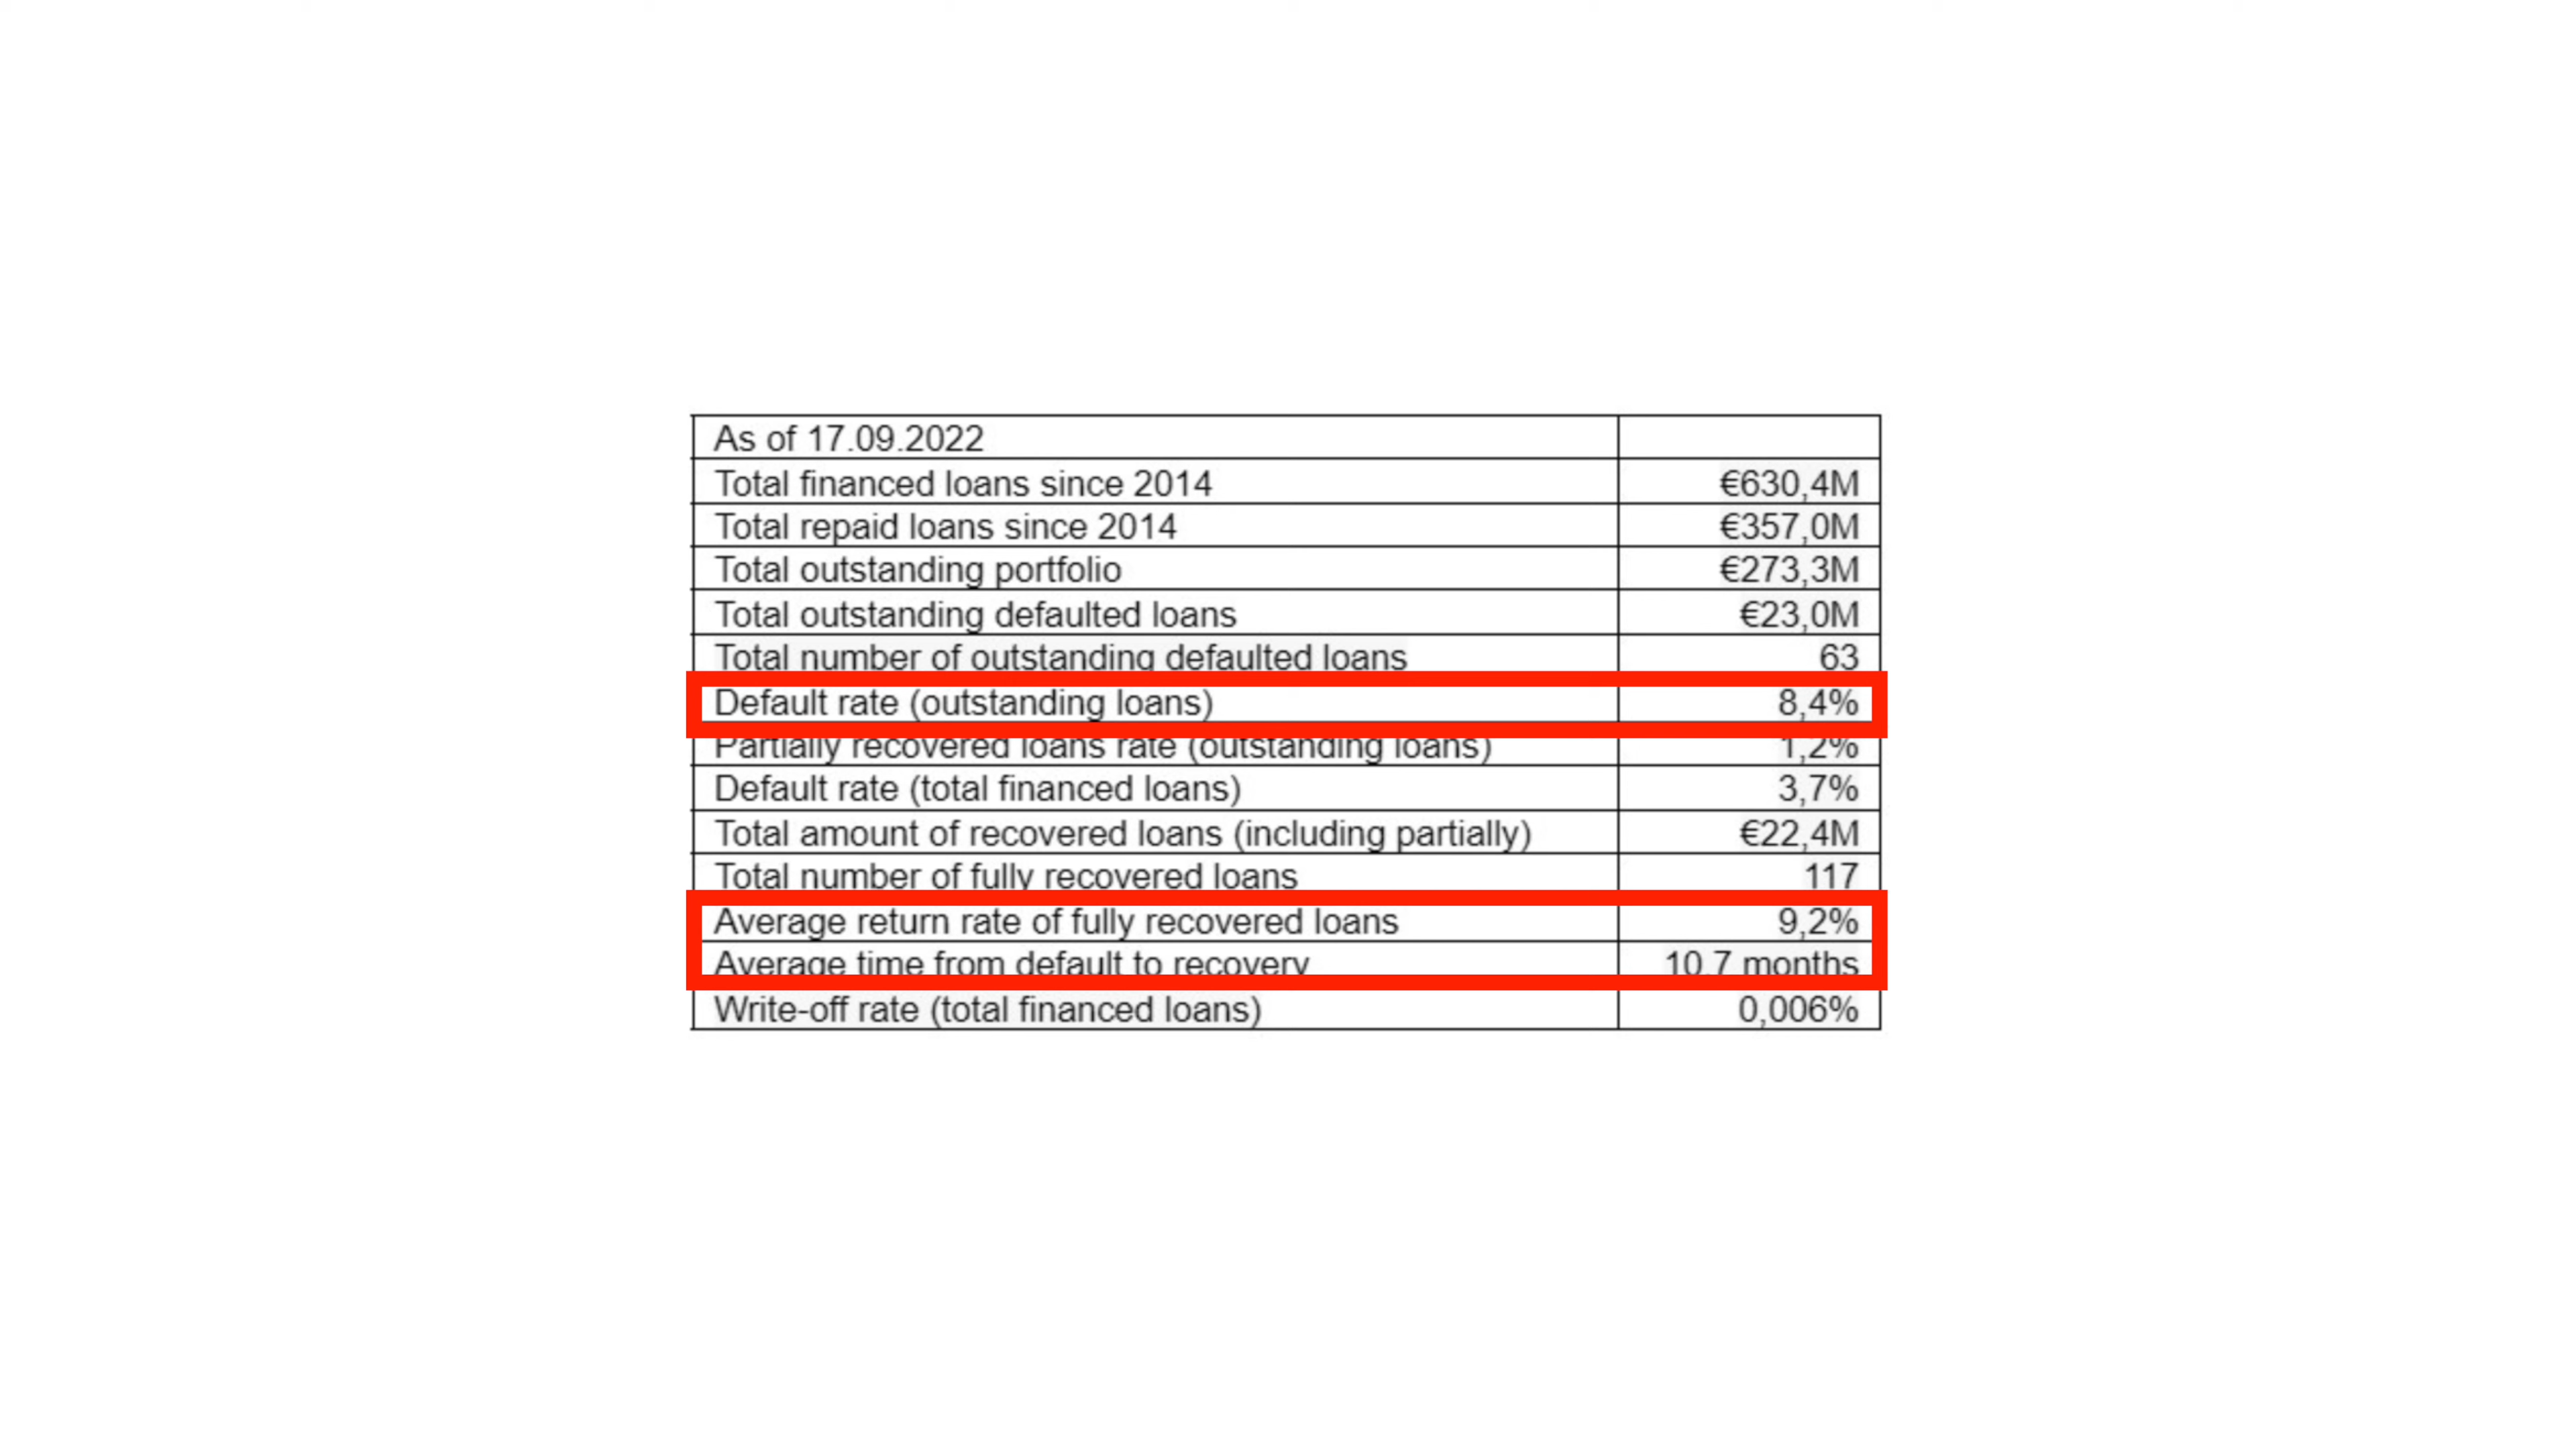 As of 17.09.2022
Total financed loans since 2014 €630,4M
Total repaid loans since 2014 €357,0M
Total outstanding portfolio €273,3M
Total outstanding defaulted loans €23,0M
Total number of outstanding defaulted loans 63
Default rate (outstanding loans) 8,4%
Partially recovered loans rate (outstanding loans) 1,2%
Default rate (total financed loans) 3,7%
Total amount of recovered loans (including partially) €22,4M
Total number of fully recovered loans 117
Average return rate of fully recovered loans 9,2%
Average time from default to recovery 10.7 months
Write-off rate (total financed loans) 0,006%